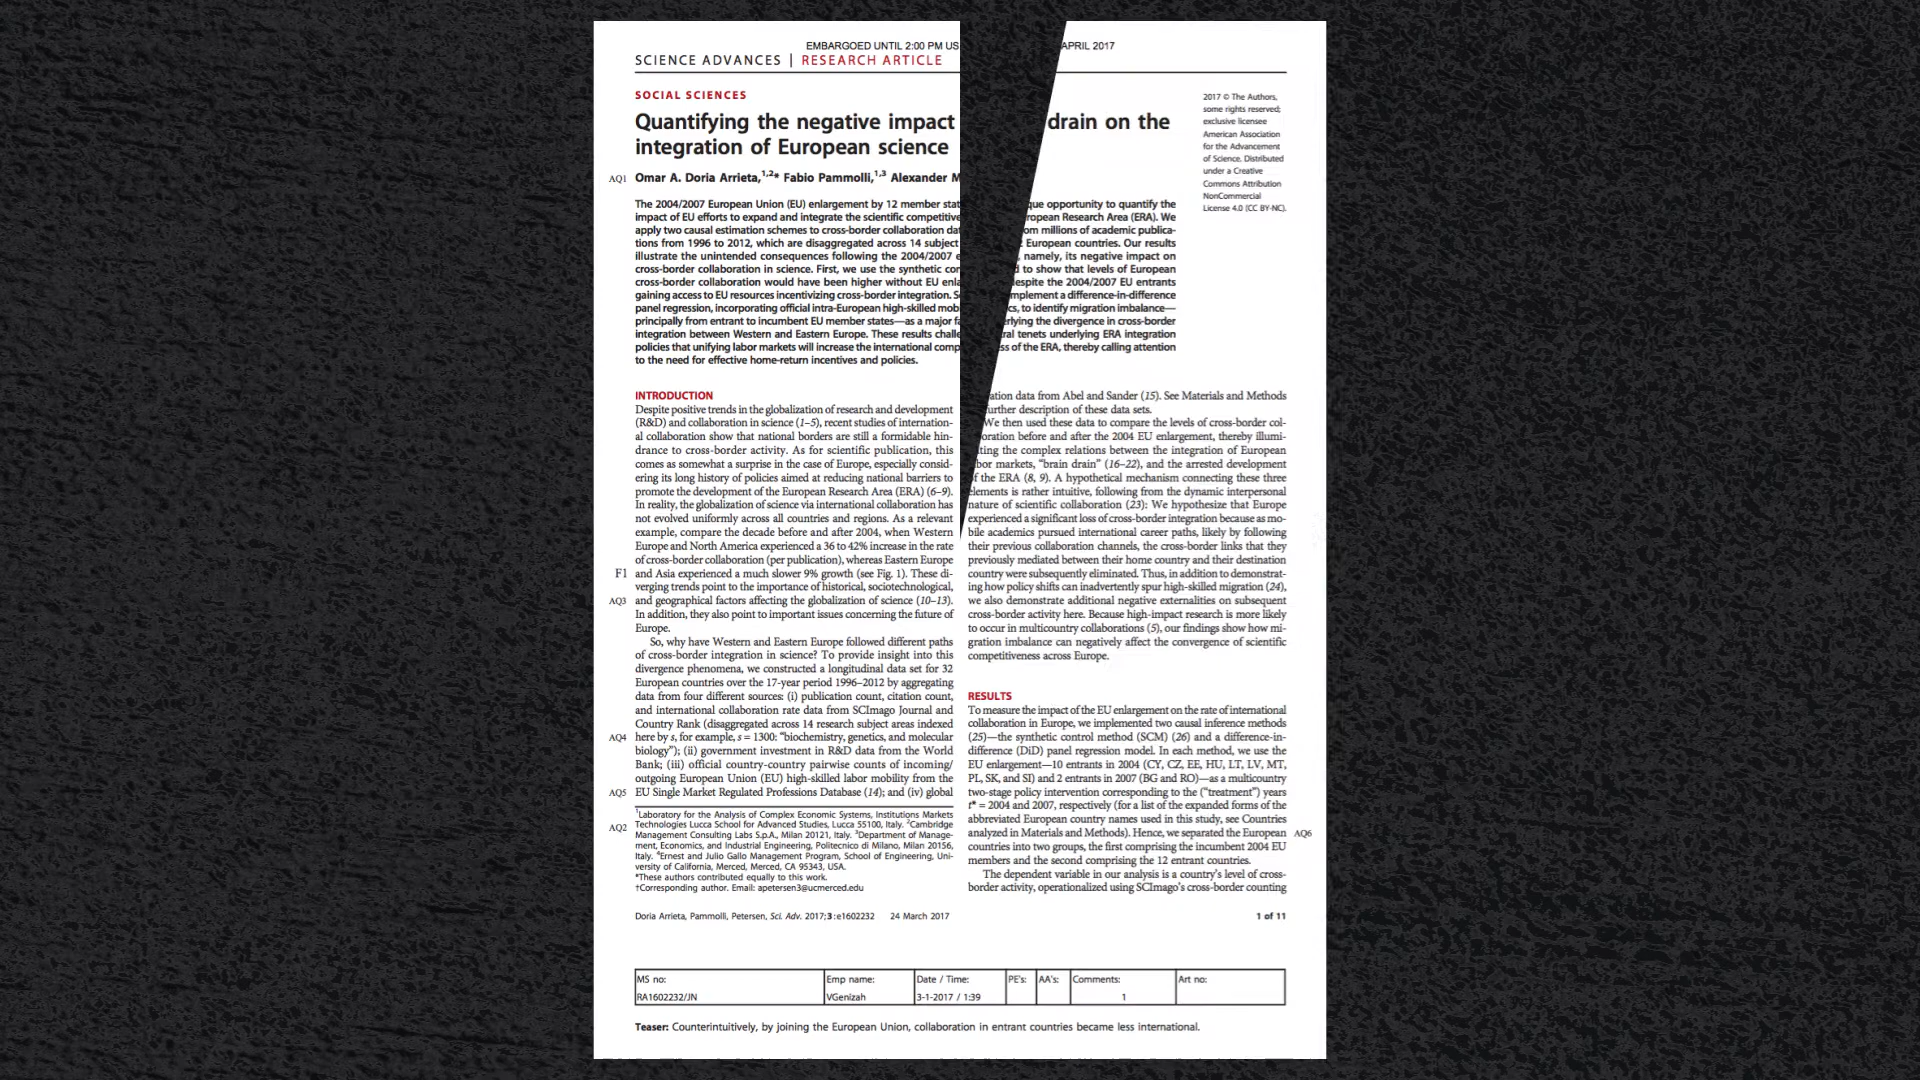 EMBARGOED UNTIL 2:00 PM US APRIL 2017
SCIENCE ADVANCES | RESEARCH ARTICLE
SOCIAL SCIENCES
Quantifying the negative impact drain on the
integration of European science
AQ1 Omar A. Doria Arrieta,1,2* Fabio Pammolli,1,3 Alexander M
2017 © The Authors,
some rights reserved;
exclusive licensee
American Association
for the Advancement
of Science. Distributed
under a Creative
Commons Attribution
NonCommercial
License 4.0 (CC BY-NC).
The 2004/2007 European Union (EU) enlargement by 12 member stat que opportunity to quantify the
impact of EU efforts to expand and integrate the scientific competitive ropean Research Area (ERA). We
apply two causal estimation schemes to cross-border collaboration dat om millions of academic publica-
tions from 1996 to 2012, which are disaggregated across 14 subject European countries. Our results
illustrate the unintended consequences following the 2004/2007 e , namely, its negative impact on
cross-border collaboration in science. First, we use the synthetic con d to show that levels of European
cross-border collaboration would have been higher without EU enla espite the 2004/2007 EU entrants
gaining access to EU resources incentivizing cross-border integration. S mplement a difference-in-difference
panel regression, incorporating official intra-European high-skilled mob cs, to identify migration imbalance—
principally from entrant to incumbent EU member states—as a major fa rlying the divergence in cross-border
integration between Western and Eastern Europe. These results challe ral tenets underlying ERA integration
policies that unifying labor markets will increase the international comp ss of the ERA, thereby calling attention
to the need for effective home-return incentives and policies.
INTRODUCTION
Despite positive trends in the globalization of research and development
(R&D) and collaboration in science (1–5), recent studies of internation-
al collaboration show that national borders are still a formidable hin-
drance to cross-border activity. As for scientific publication, this
comes as somewhat a surprise in the case of Europe, especially consid-
ering its long history of policies aimed at reducing national barriers to
promote the development of the European Research Area (ERA) (6–9).
In reality, the globalization of science via international collaboration has
not evolved uniformly across all countries and regions. As a relevant
example, compare the decade before and after 2004, when Western
Europe and North America experienced a 36 to 42% increase in the rate
of cross-border collaboration (per publication), whereas Eastern Europe
F1 and Asia experienced a much slower 9% growth (see Fig. 1). These di-
verging trends point to the importance of historical, sociotechnological,
AQ3 and geographical factors affecting the globalization of science (10–13).
In addition, they also point to important issues concerning the future of
Europe.
So, why have Western and Eastern Europe followed different paths
of cross-border integration in science? To provide insight into this
divergence phenomena, we constructed a longitudinal data set for 32
European countries over the 17-year period 1996–2012 by aggregating
data from four different sources: (i) publication count, citation count,
and international collaboration rate data from SCImago Journal and
Country Rank (disaggregated across 14 research subject areas indexed
AQ4 here by s, for example, s = 1300: “biochemistry, genetics, and molecular
biology”); (ii) government investment in R&D data from the World
Bank; (iii) official country-country pairwise counts of incoming/
outgoing European Union (EU) high-skilled labor mobility from the
AQ5 EU Single Market Regulated Professions Database (14); and (iv) global
1Laboratory for the Analysis of Complex Economic Systems, Institutions Markets
AQ2 Technologies Lucca School for Advanced Studies, Lucca 55100, Italy. 2Cambridge
Management Consulting Labs S.p.A., Milan 20121, Italy. 3Department of Manage-
ment, Economics, and Industrial Engineering, Politecnico di Milano, Milan 20156,
Italy. 4Ernest and Julio Gallo Management Program, School of Engineering, Uni-
versity of California, Merced, Merced, CA 95343, USA.
*These authors contributed equally to this work.
†Corresponding author. Email: apetersen3@ucmerced.edu
ation data from Abel and Sander (15). See Materials and Methods
urther description of these data sets.
We then used these data to compare the levels of cross-border col-
oration before and after the 2004 EU enlargement, thereby illumi-
ting the complex relations between the integration of European
bor markets, “brain drain” (16–22), and the arrested development
f the ERA (8, 9). A hypothetical mechanism connecting these three
elements is rather intuitive, following from the dynamic interpersonal
nature of scientific collaboration (23): We hypothesize that Europe
experienced a significant loss of cross-border integration because as mo-
bile academics pursued international career paths, likely by following
their previous collaboration channels, the cross-border links that they
previously mediated between their home country and their destination
country were subsequently eliminated. Thus, in addition to demonstrat-
ing how policy shifts can inadvertently spur high-skilled migration (24),
we also demonstrate additional negative externalities on subsequent
cross-border activity here. Because high-impact research is more likely
to occur in multicountry collaborations (5), our findings show how mi-
gration imbalance can negatively affect the convergence of scientific
competitiveness across Europe.
RESULTS
To measure the impact of the EU enlargement on the rate of international
collaboration in Europe, we implemented two causal inference methods
(25)—the synthetic control method (SCM) (26) and a difference-in-
difference (DiD) panel regression model. In each method, we use the
EU enlargement—10 entrants in 2004 (CY, CZ, EE, HU, LT, LV, MT,
PL, SK, and SI) and 2 entrants in 2007 (BG and RO)—as a multicountry
two-stage policy intervention corresponding to the (“treatment”) years
t* = 2004 and 2007, respectively (for a list of the expanded forms of the
abbreviated European country names used in this study, see Countries
analyzed in Materials and Methods). Hence, we separated the European AQ6
countries into two groups, the first comprising the incumbent 2004 EU
members and the second comprising the 12 entrant countries.
The dependent variable in our analysis is a country’s level of cross-
border activity, operationalized using SCImago’s cross-border counting
Doria Arrieta, Pammolli, Petersen, Sci. Adv. 2017;3:e1602232 24 March 2017 1 of 11
MS no: Emp name: Date / Time: PE's: AA's: Comments: Art no:
RA1602232/JN VGenizah 3-1-2017 / 1:39 1
Teaser: Counterintuitively, by joining the European Union, collaboration in entrant countries became less international.